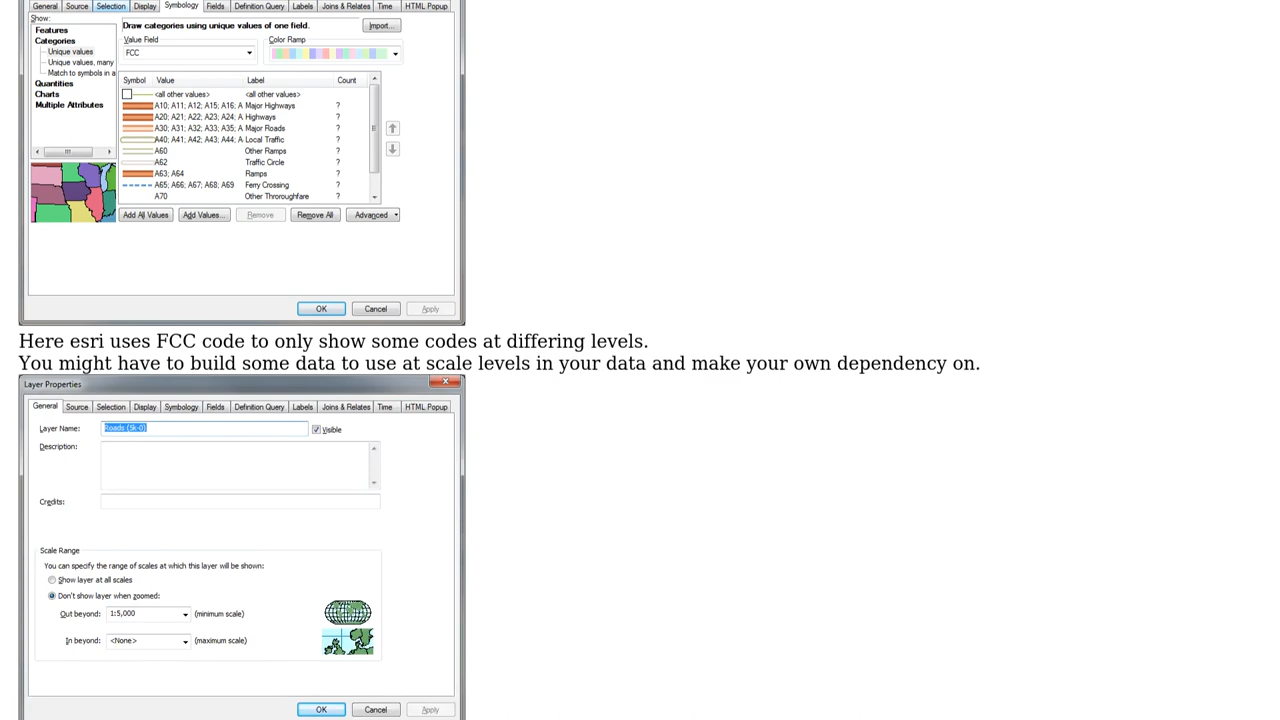 General Source Selection Display Symbology Fields Definition Query Labels Joins & Relates Time HTML Popup
Show:
Features
Categories
Unique values
Unique values, many
Match to symbols in a
Quantities
Charts
Multiple Attributes
Draw categories using unique values of one field.
Import...
Value Field
Color Ramp
FCC
Symbol Value Label Count
<all other values> <all other values>
A10; A11; A12; A15; A16; A Major Highways ?
A20; A21; A22; A23; A24; A Highways ?
A30; A31; A32; A33; A35; A Major Roads ?
A40; A41; A42; A43; A44; A Local Traffic ?
A60 Other Ramps ?
A62 Traffic Circle ?
A63; A64 Ramps ?
A65; A66; A67; A68; A69 Ferry Crossing ?
A70 Other Throroughfare ?
Add All Values Add Values... Remove Remove All Advanced
OK Cancel Apply
Here esri uses FCC code to only show some codes at differing levels.
You might have to build some data to use at scale levels in your data and make your own dependency on.
Layer Properties
General Source Selection Display Symbology Fields Definition Query Labels Joins & Relates Time HTML Popup
Layer Name: Roads (5k-0) Visible
Description:
Credits:
Scale Range
You can specify the range of scales at which this layer will be shown:
Show layer at all scales
Don't show layer when zoomed:
Out beyond: 1:5,000 (minimum scale)
In beyond: <None> (maximum scale)
OK Cancel Apply